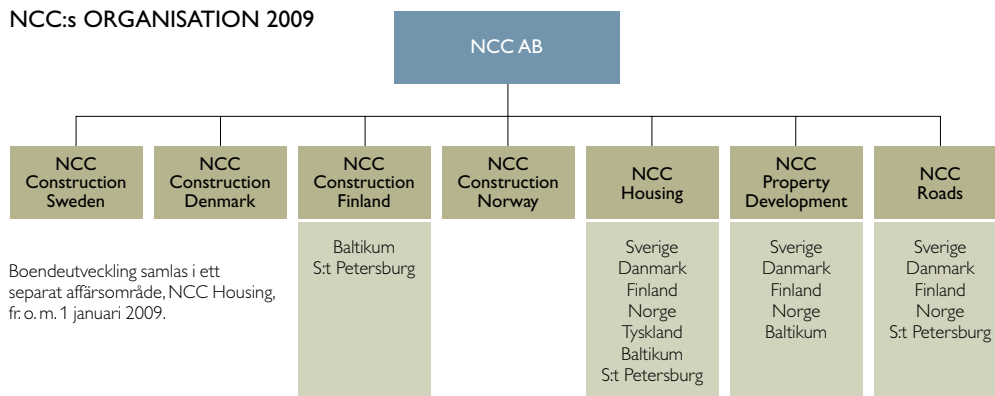 NCC:s ORGANISATION 2009
NCC AB
NCC
Construction
Sweden
NCC
Construction
Denmark
NCC
Construction
Finland
NCC
Construction
Norway
NCC
Housing
NCC
Property
Development
NCC
Roads
Boendeutveckling samlas i ett
separat affärsområde, NCC Housing,
fr. o. m. 1 januari 2009.
Baltikum
S:t Petersburg
Sverige
Danmark
Finland
Norge
Tyskland
Baltikum
S:t Petersburg
Sverige
Danmark
Finland
Norge
Baltikum
Sverige
Danmark
Finland
Norge
S:t Petersburg